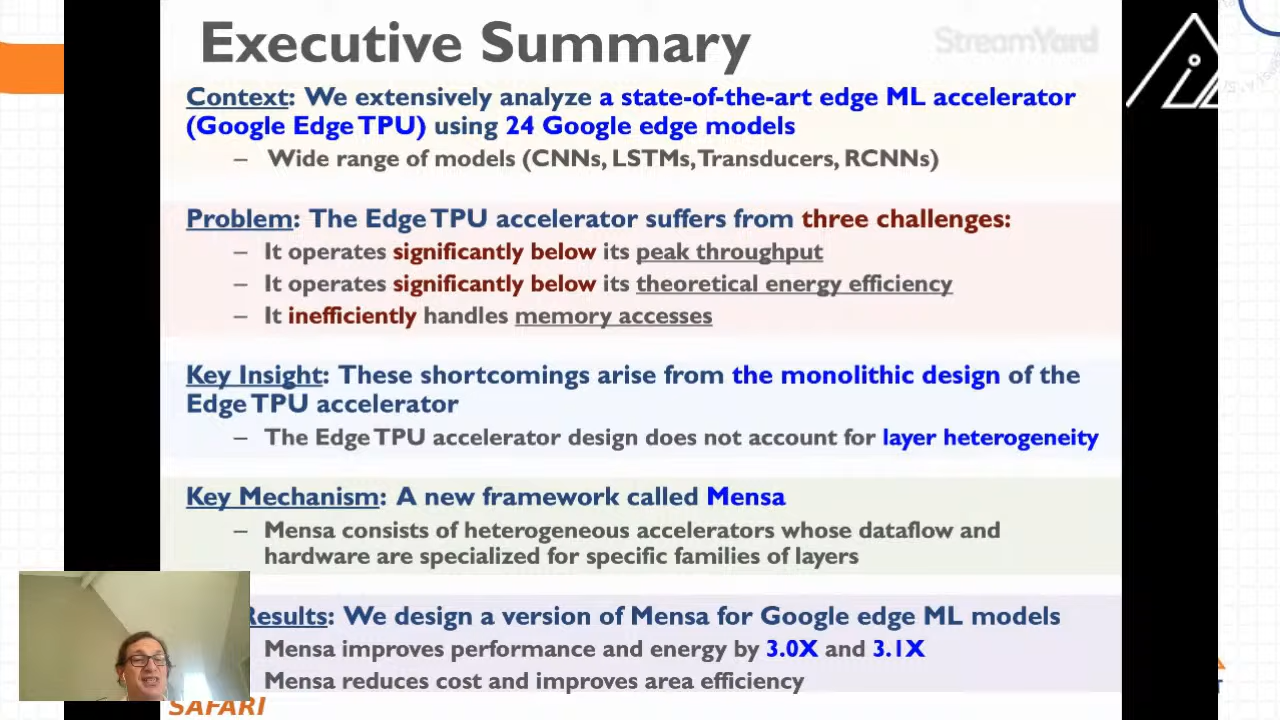 Executive Summary
StreamYard
Context: We extensively analyze a state-of-the-art edge ML accelerator
(Google Edge TPU) using 24 Google edge models
– Wide range of models (CNNs, LSTMs, Transducers, RCNNs)
Problem: The Edge TPU accelerator suffers from three challenges:
– It operates significantly below its peak throughput
– It operates significantly below its theoretical energy efficiency
– It inefficiently handles memory accesses
Key Insight: These shortcomings arise from the monolithic design of the
Edge TPU accelerator
– The Edge TPU accelerator design does not account for layer heterogeneity
Key Mechanism: A new framework called Mensa
– Mensa consists of heterogeneous accelerators whose dataflow and
hardware are specialized for specific families of layers
Results: We design a version of Mensa for Google edge ML models
Mensa improves performance and energy by 3.0X and 3.1X
Mensa reduces cost and improves area efficiency
SAFARI